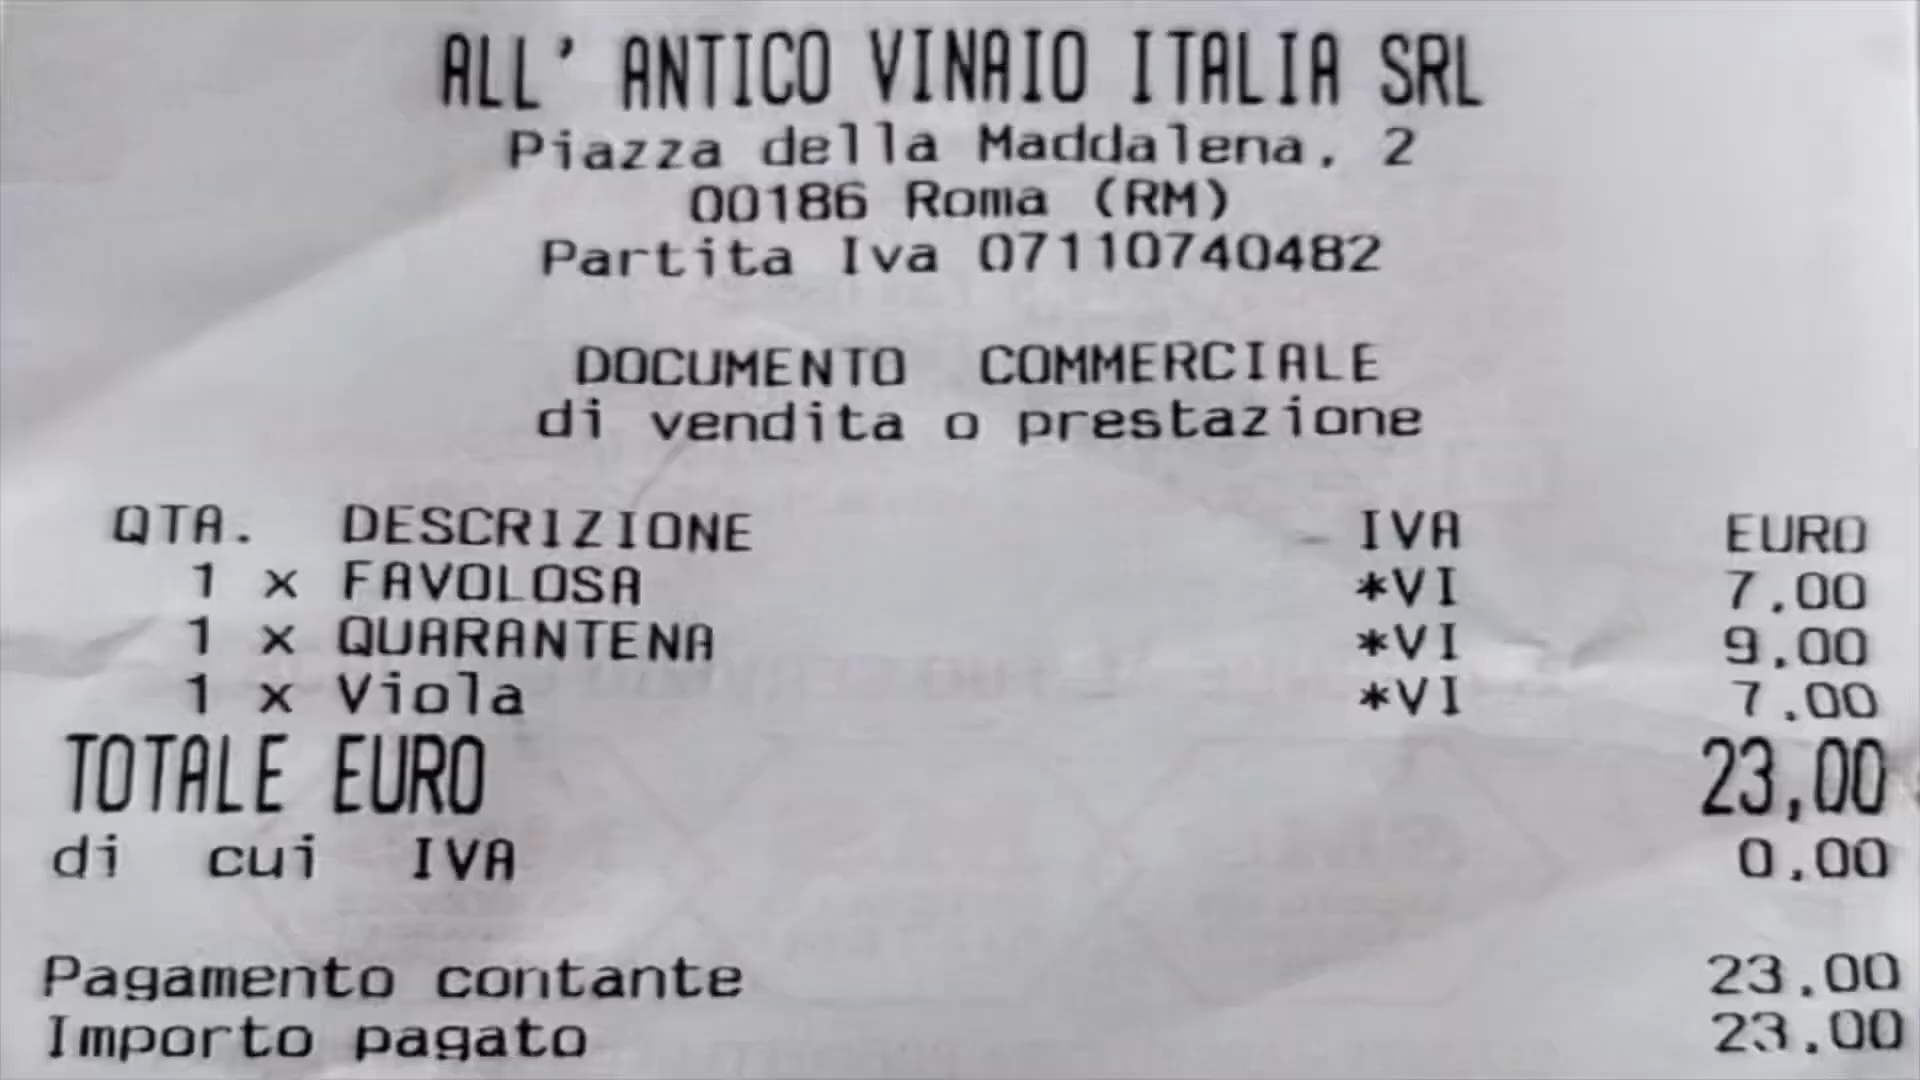 ALL' ANTICO VINAIO ITALIA SRL
Piazza della Maddalena, 2
00186 Roma (RM)
Partita Iva 07110740482
DOCUMENTO COMMERCIALE
di vendita o prestazione
QTA. DESCRIZIONE IVA EURO
1 x FAVOLOSA *VI 7,00
1 x QUARANTENA *VI 9,00
1 x Viola *VI 7,00
TOTALE EURO 23,00
di cui IVA 0,00
Pagamento contante 23,00
Importo pagato 23,00